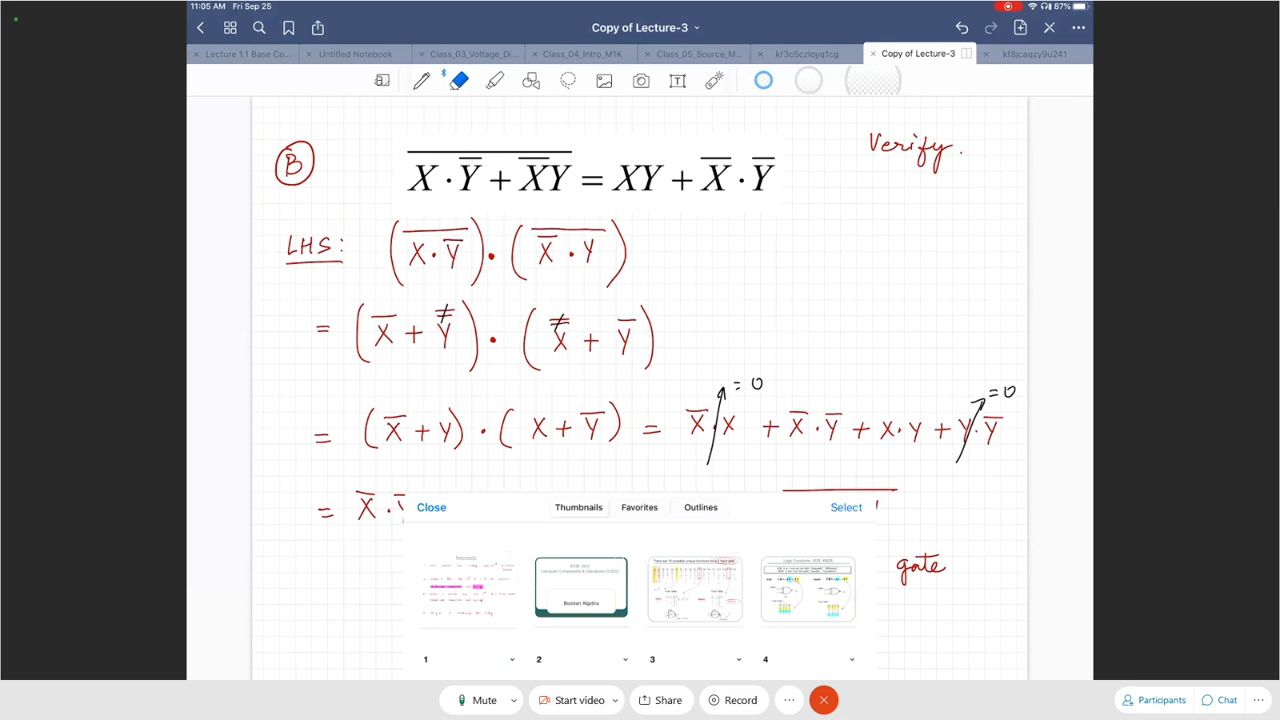 11:05 AM Fri Sep 25
87%
Copy of Lecture-3
Lecture 1.1 Base Co...
Untitled Notebook
Class_03_Voltage_Di...
Class_04_Intro_M1K
Class_05_Source_M...
kf3c5czloyq1cg
Copy of Lecture-3
kf8jcaqzy9u241
B
X̅·Y̅ + X̅Y̅ = XY + X̅·Y̅
Verify.
LHS: (X·Y̅)̅ · (X̅·Y)̅
= (X̅ + Y̿) · (X̿ + Y̅)
= 0
= 0
= (X̅ + Y) · (X + Y̅) = X̅·X + X̅·Y̅ + X·Y + Y·Y̅
= X̅·
Close
Thumbnails
Favorites
Outlines
Select
gate
Boolean Algebra
1
2
3
4
Mute
Start video
Share
Record
Participants
Chat